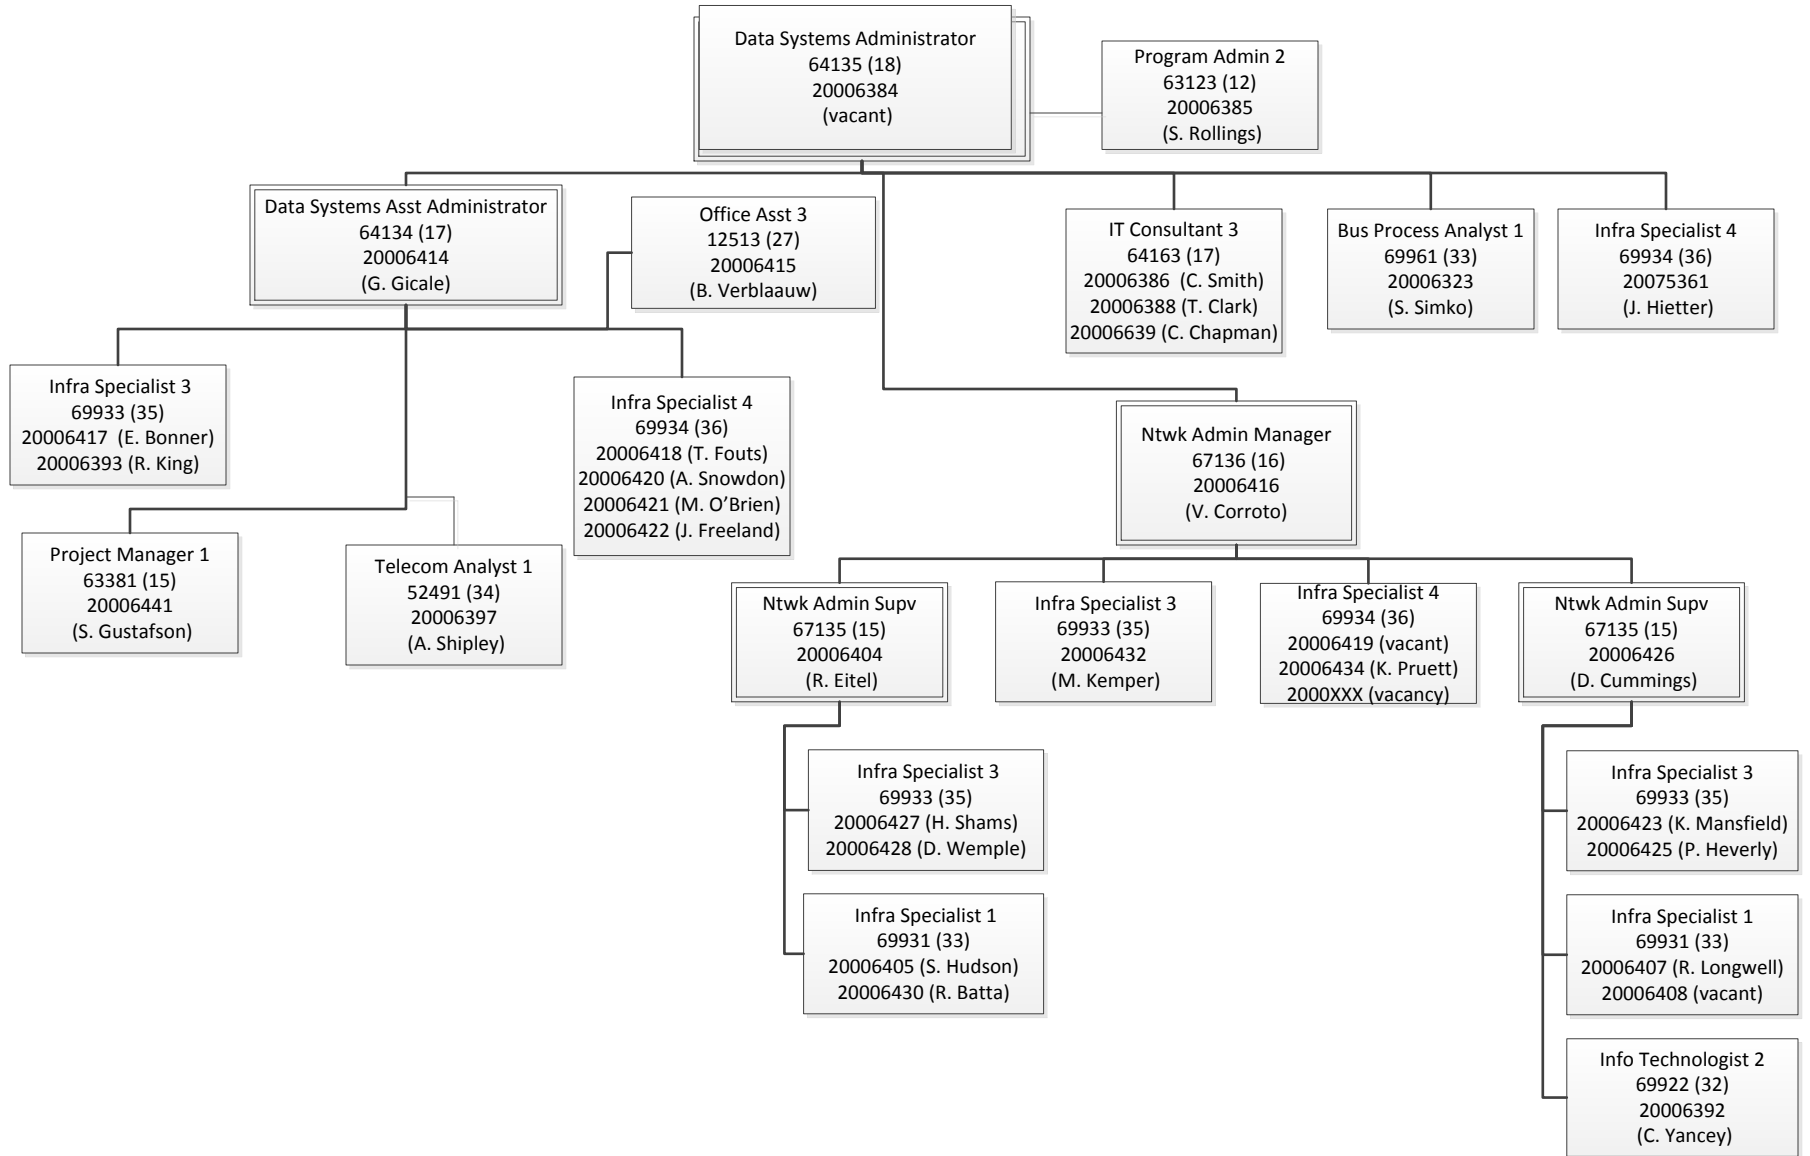 Data Systems Administrator
64135 (18)
20006384
(vacant)
Program Admin 2
63123 (12)
20006385
(S. Rollings)
Data Systems Asst Administrator
64134 (17)
20006414
(G. Gicale)
Office Asst 3
12513 (27)
20006415
(B. Verblaauw)
IT Consultant 3
64163 (17)
20006386  (C. Smith)
20006388 (T. Clark)
20006639 (C. Chapman)
Bus Process Analyst 1
69961 (33)
20006323
(S. Simko)
Infra Specialist 4
69934 (36)
20075361
(J. Hietter)
Infra Specialist 3
69933 (35)
20006417  (E. Bonner)
20006393 (R. King)
Infra Specialist 4
69934 (36)
20006418 (T. Fouts)
20006420 (A. Snowdon)
20006421 (M. O’Brien)
20006422 (J. Freeland)
Ntwk Admin Manager
67136 (16)
20006416
(V. Corroto)
Project Manager 1
63381 (15)
20006441
(S. Gustafson)
Telecom Analyst 1
52491 (34)
20006397
(A. Shipley)
Ntwk Admin Supv
67135 (15)
20006404
(R. Eitel)
Infra Specialist 3
69933 (35)
20006432
(M. Kemper)
Infra Specialist 4
69934 (36)
20006419 (vacant)
20006434 (K. Pruett)
2000XXX (vacancy)
Ntwk Admin Supv
67135 (15)
20006426
(D. Cummings)
Infra Specialist 3
69933 (35)
20006427 (H. Shams)
20006428 (D. Wemple)
Infra Specialist 1
69931 (33)
20006405 (S. Hudson)
20006430 (R. Batta)
Infra Specialist 3
69933 (35)
20006423 (K. Mansfield)
20006425 (P. Heverly)
Infra Specialist 1
69931 (33)
20006407 (R. Longwell)
20006408 (vacant)
Info Technologist 2
69922 (32)
20006392
(C. Yancey)